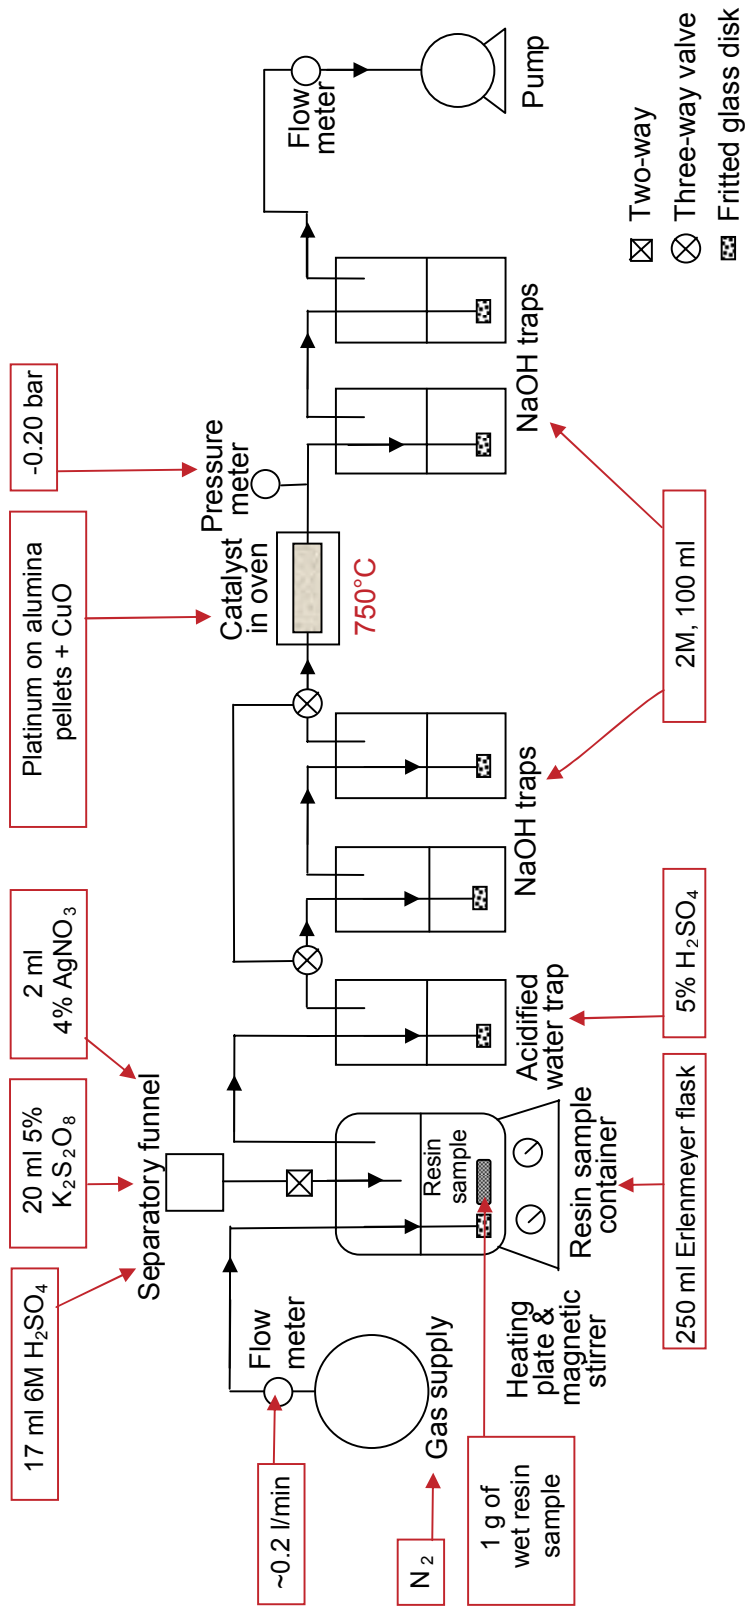 17 ml 6M H₂SO₄
20 ml 5%
K₂S₂O₈
2 ml
4% AgNO₃
Platinum on alumina
pellets + CuO
-0.20 bar
Separatory funnel
~0.2 l/min
Flow
meter
N₂
Gas supply
Resin
sample
1 g of
wet resin
sample
Heating
plate &
magnetic
stirrer
Resin sample
container
250 ml Erlenmeyer flask
Acidified
water trap
5% H₂SO₄
NaOH traps
Catalyst
in oven
750°C
Pressure
meter
NaOH traps
2M, 100 ml
Flow
meter
Pump
Two-way
Three-way valve
Fritted glass disk